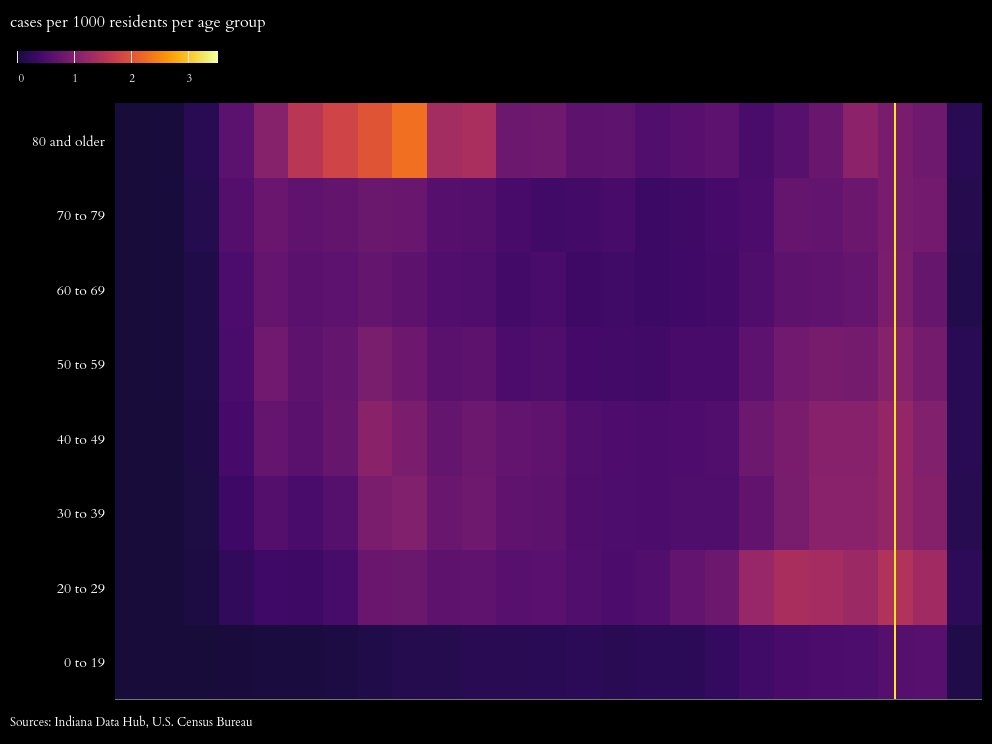 cases per 1000 residents per age group
0 1 2 3
80 and older
70 to 79
60 to 69
50 to 59
40 to 49
30 to 39
20 to 29
0 to 19
Sources: Indiana Data Hub, U.S. Census Bureau